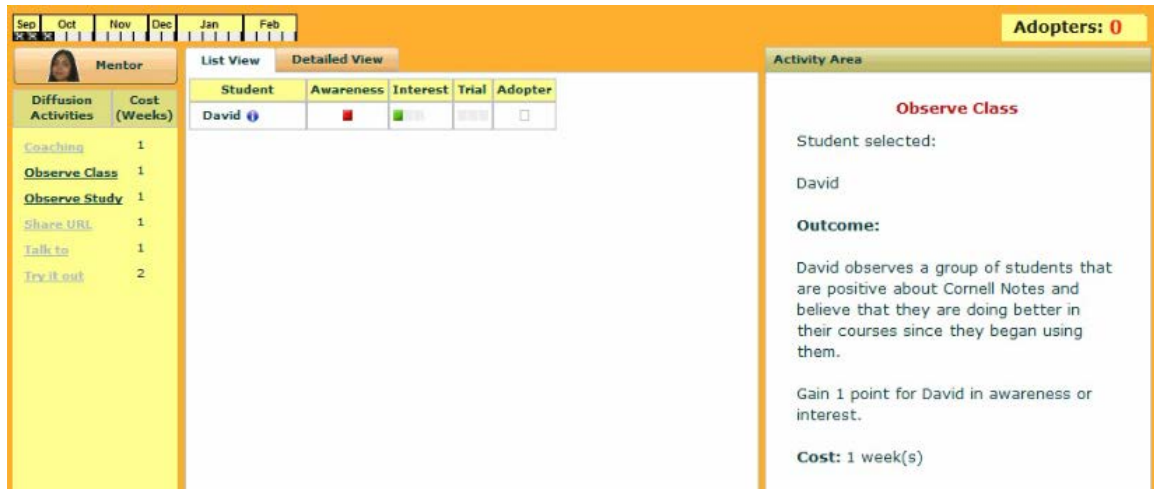 Sep Oct Nov Dec Jan Feb
Adopters: 0
Mentor
List View Detailed View
Activity Area
Diffusion Activities Cost (Weeks)
Student Awareness Interest Trial Adopter
David
Coaching 1
Observe Class 1
Observe Study 1
Share URL 1
Talk to 1
Try it out 2
Observe Class
Student selected:
David
Outcome:
David observes a group of students that
are positive about Cornell Notes and
believe that they are doing better in
their courses since they began using
them.
Gain 1 point for David in awareness or
interest.
Cost: 1 week(s)